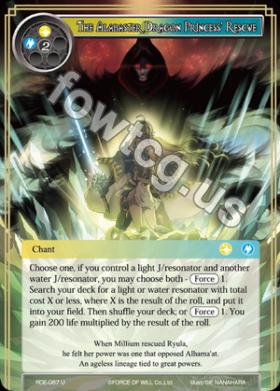 The Alabaster Dragon Princess' Rescue
2
fowtcg.us
Chant
Choose one, if you control a light J/resonator and another
water J/resonator, you may choose both - Force 1.
Search your deck for a light or water resonator with total
cost X or less, where X is the result of the roll, and put it
into your field. Then shuffle your deck; or Force 1. You
gain 200 life multiplied by the result of the roll.
When Millium rescued Ryula,
he felt her power was one that opposed Alhama'at.
An ageless lineage tied to great powers.
RDE-087 U
©FORCE OF WILL Co.,Ltd.
Illust/GE NANAHARA